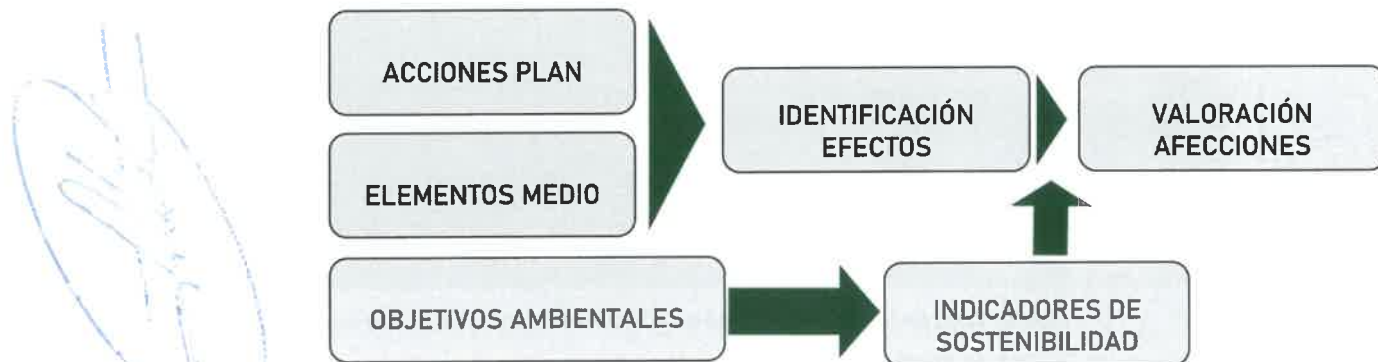 ACCIONES PLAN
ELEMENTOS MEDIO
IDENTIFICACIÓN
EFECTOS
VALORACIÓN
AFECCIONES
OBJETIVOS AMBIENTALES
INDICADORES DE
SOSTENIBILIDAD